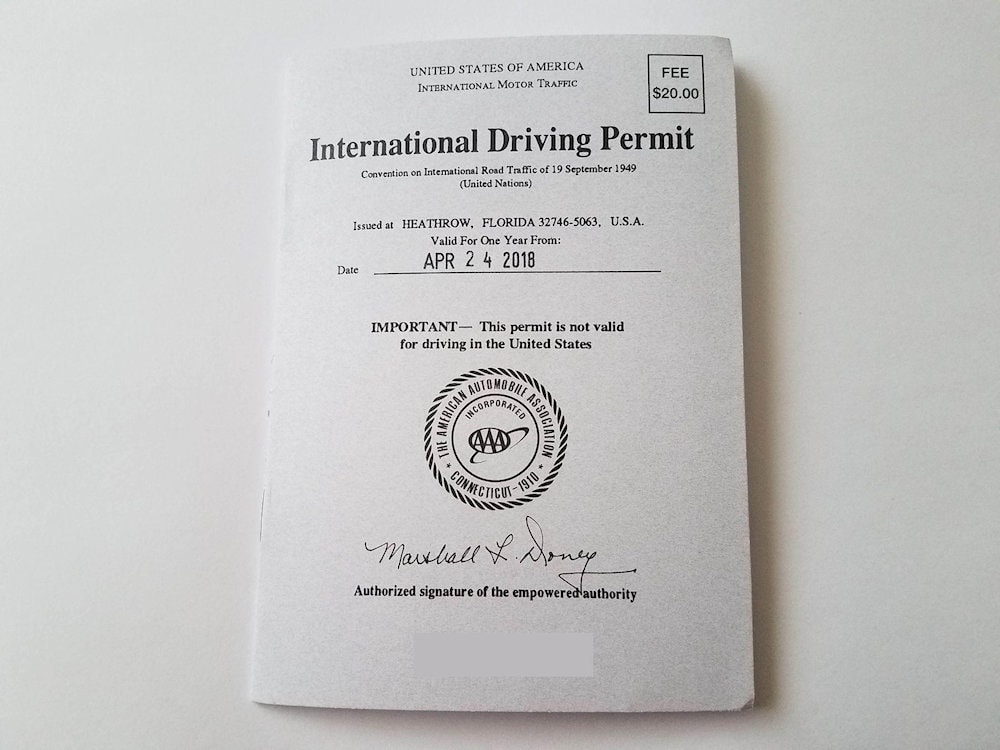 UNITED STATES OF AMERICA
INTERNATIONAL MOTOR TRAFFIC
FEE
$20.00
International Driving Permit
Convention on International Road Traffic of 19 September 1949
(United Nations)
Issued at HEATHROW, FLORIDA 32746-5063, U.S.A.
Valid For One Year From:
Date APR 24 2018
IMPORTANT— This permit is not valid
for driving in the United States
THE AMERICAN AUTOMOBILE ASSOCIATION
INCORPORATED
AAA
* CONNECTICUT-1910 *
Marshall L. Doney
Authorized signature of the empowered authority